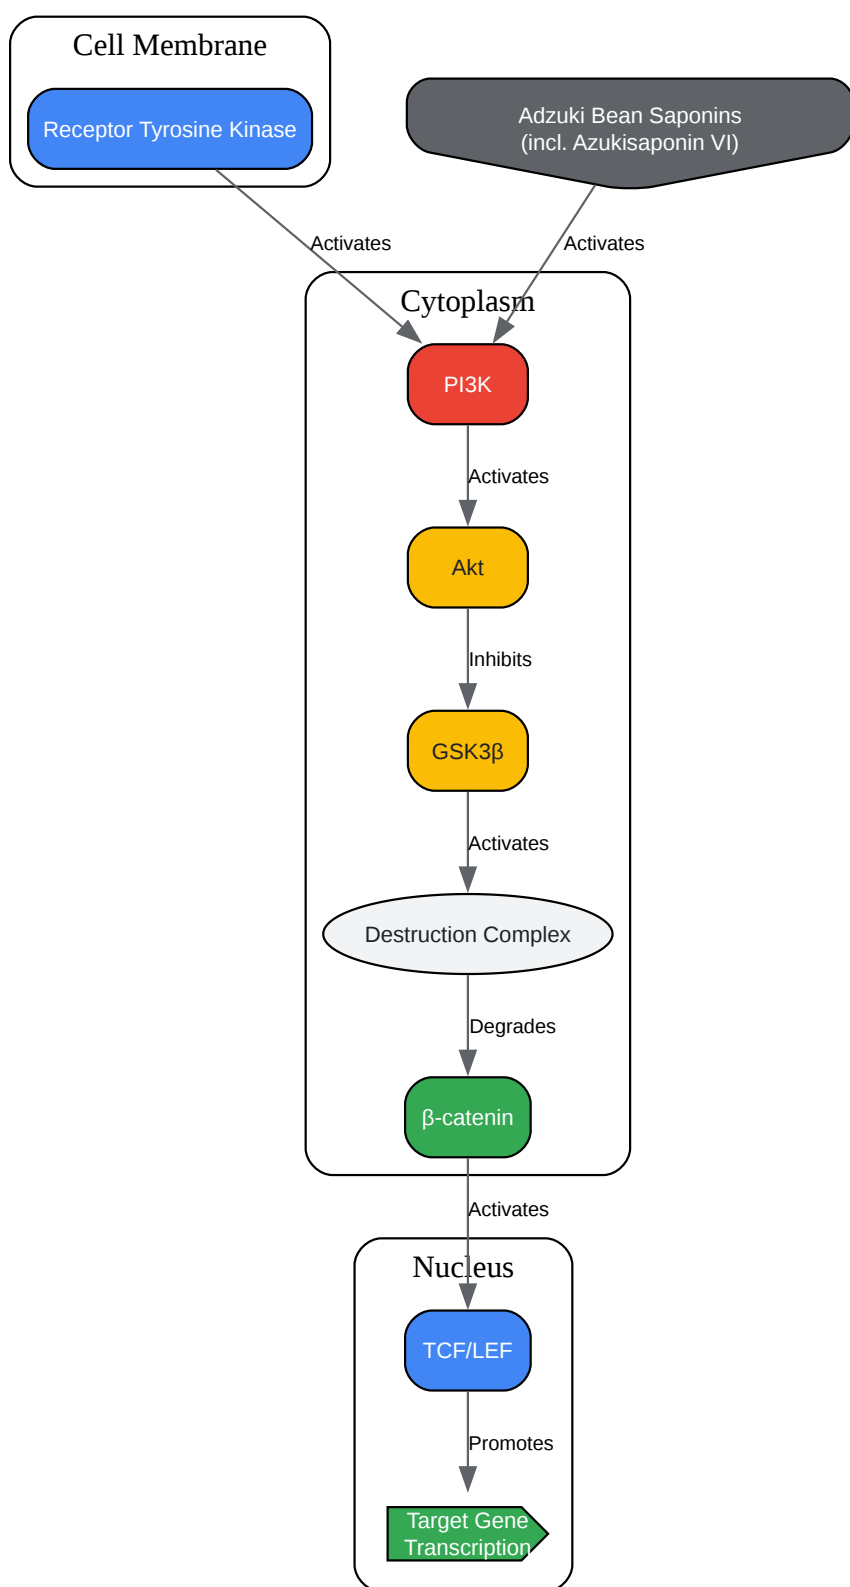 Cell Membrane
Receptor Tyrosine Kinase
Adzuki Bean Saponins
(incl. Azukisaponin VI)
Activates
Activates
Cytoplasm
PI3K
Activates
Akt
Inhibits
GSK3β
Activates
Destruction Complex
Degrades
β-catenin
Activates
Nucleus
TCF/LEF
Promotes
Target Gene
Transcription